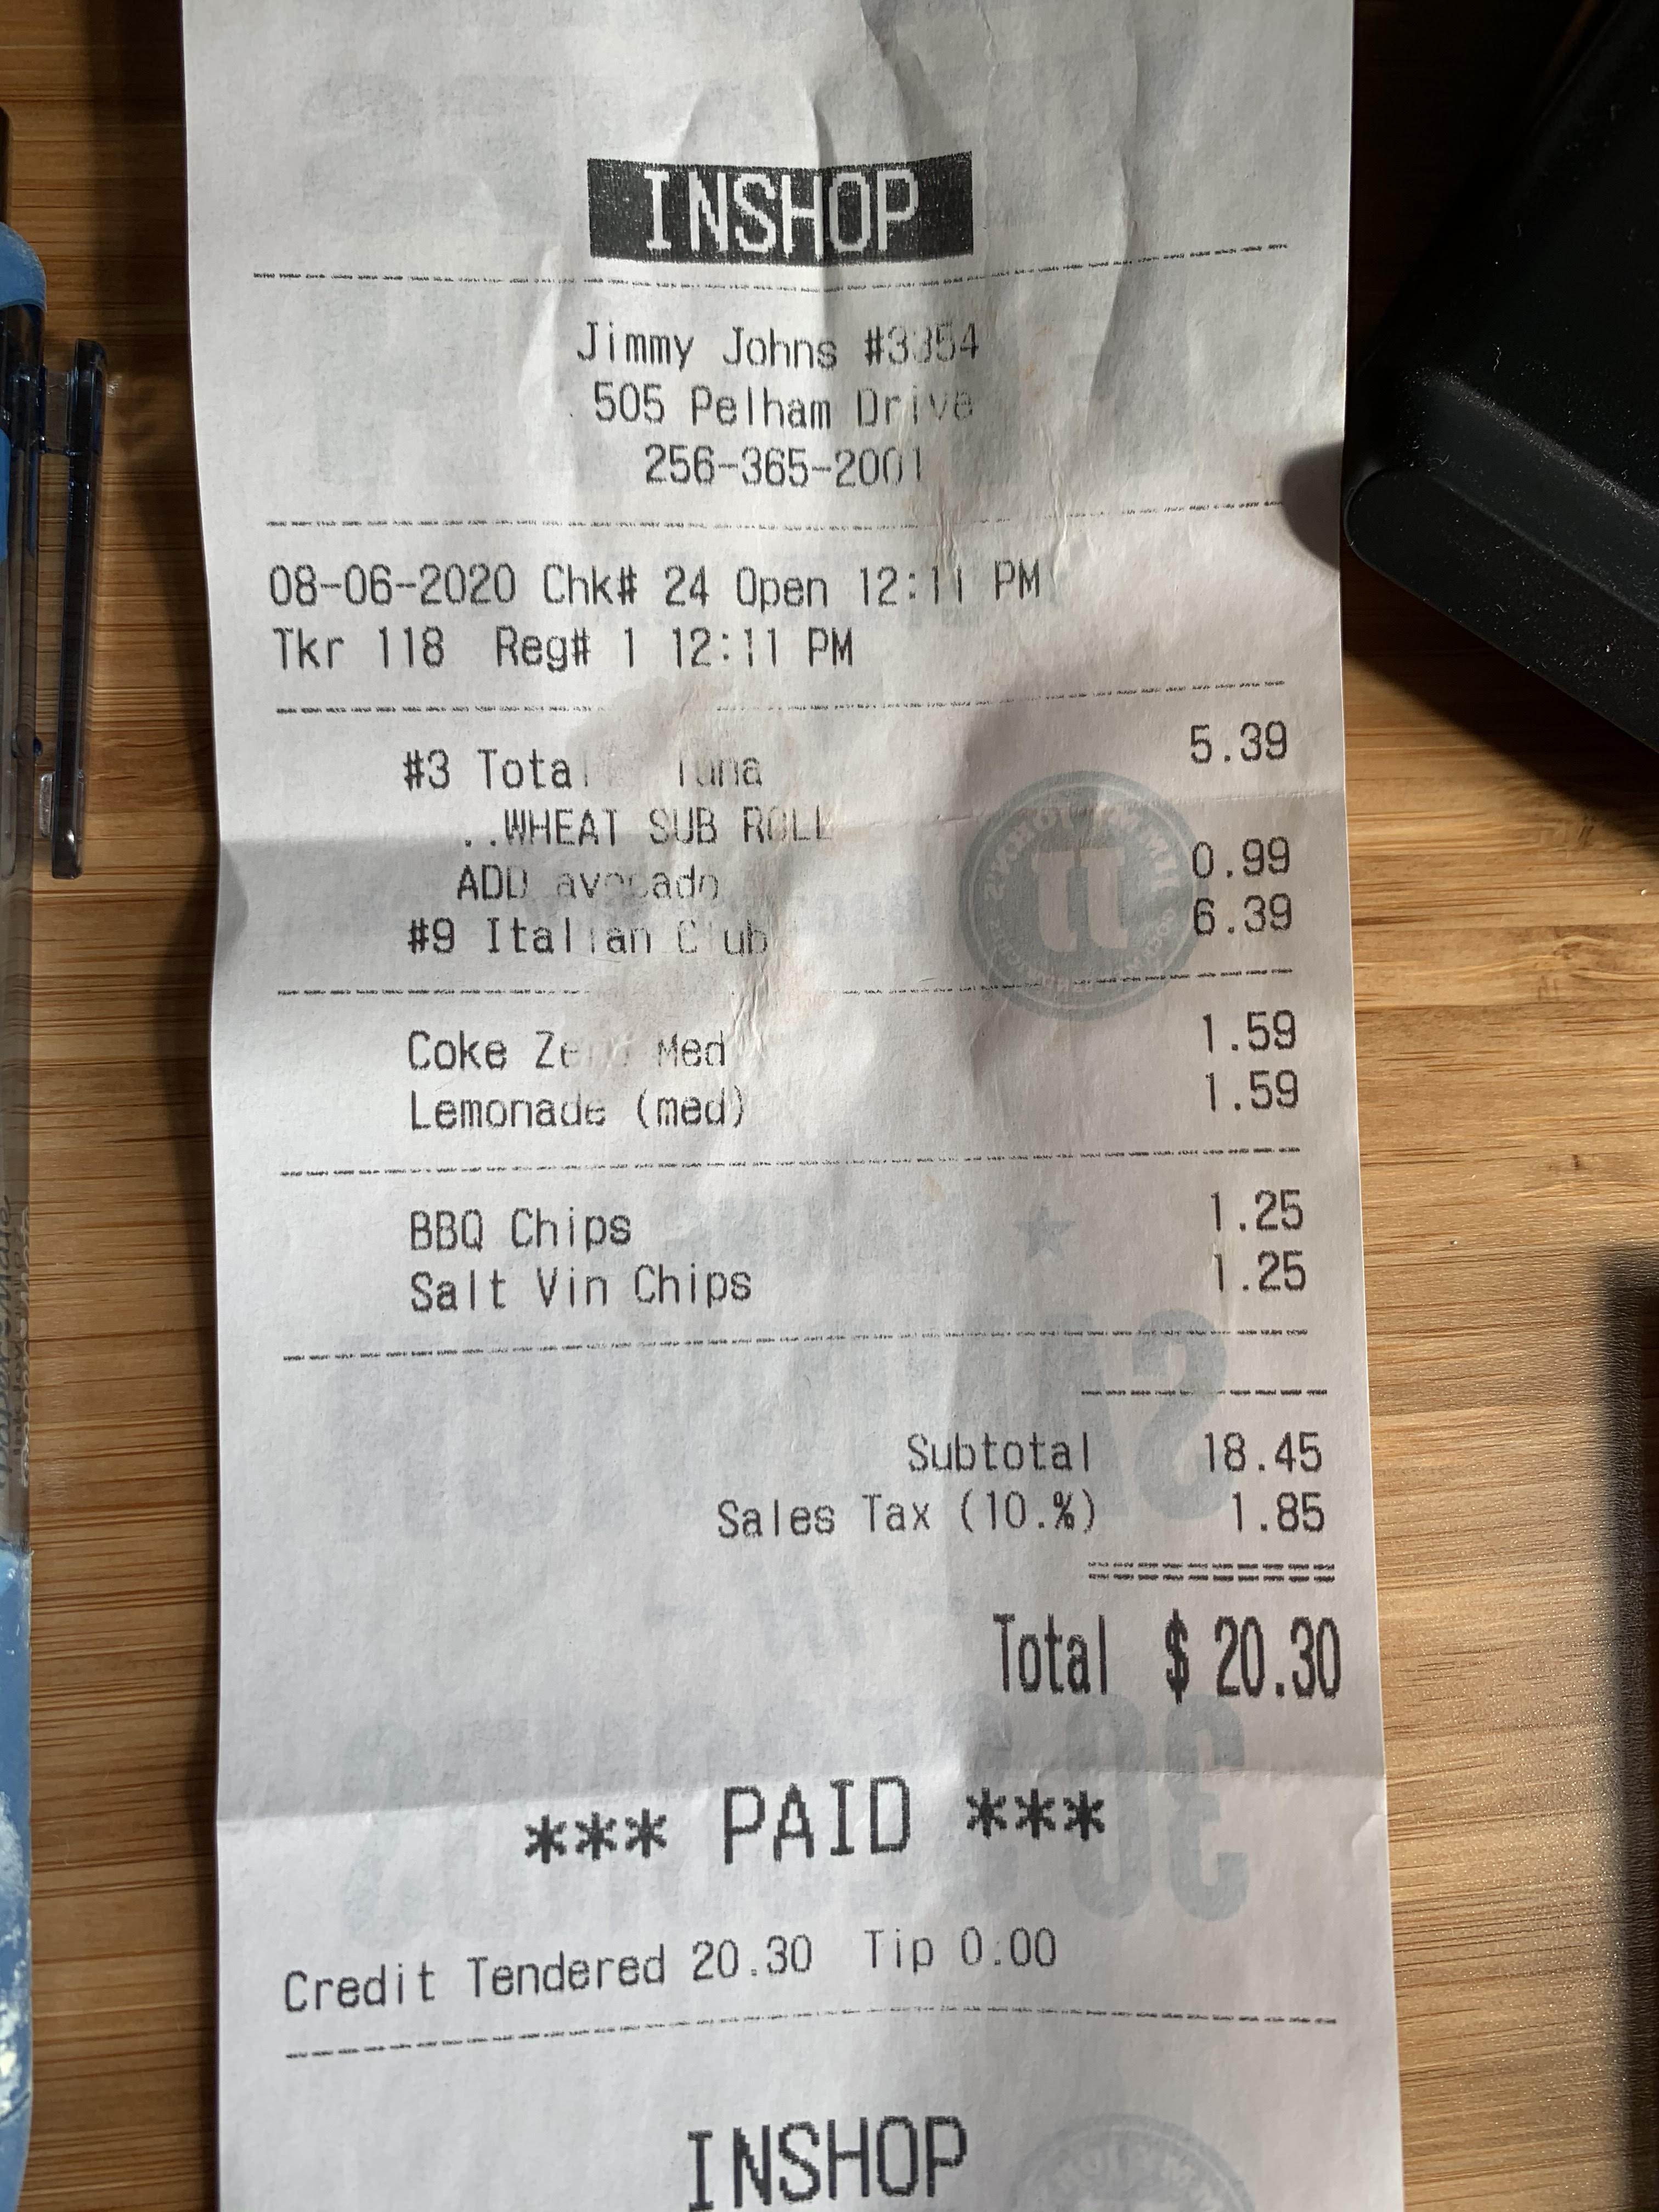 INSHOP
Jimmy Johns #3354
505 Pelham Drive
256-365-2001
08-06-2020 Chk# 24 Open 12:11 PM
Tkr 118 Reg# 1 12:11 PM
#3 Tuna 5.39
..WHEAT SUB ROLL
ADD avocado 0.99
#9 Italian Club 6.39
Coke Zero Med 1.59
Lemonade (med) 1.59
BBQ Chips 1.25
Salt Vin Chips 1.25
Subtotal 18.45
Sales Tax (10.%) 1.85
Total $ 20.30
*** PAID ***
Credit Tendered 20.30 Tip 0.00
INSHOP